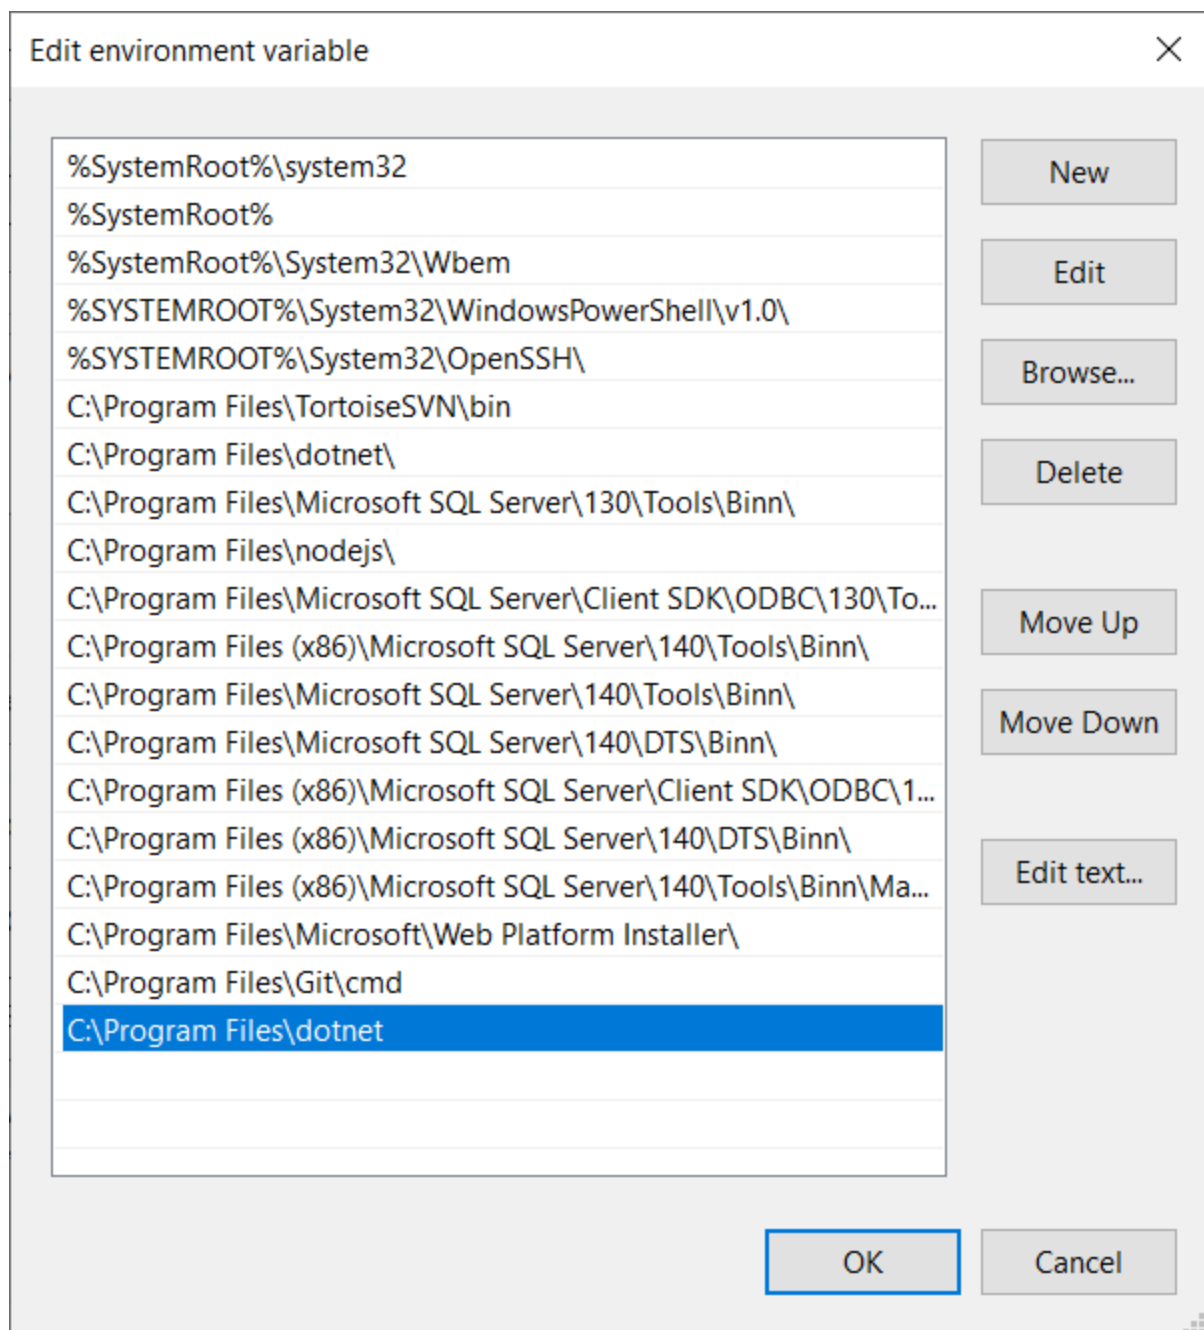 Edit environment variable
%SystemRoot%\system32
%SystemRoot%
%SystemRoot%\System32\Wbem
%SYSTEMROOT%\System32\WindowsPowerShell\v1.0\
%SYSTEMROOT%\System32\OpenSSH\
C:\Program Files\TortoiseSVN\bin
C:\Program Files\dotnet\
C:\Program Files\Microsoft SQL Server\130\Tools\Binn\
C:\Program Files\nodejs\
C:\Program Files\Microsoft SQL Server\Client SDK\ODBC\130\To...
C:\Program Files (x86)\Microsoft SQL Server\140\Tools\Binn\
C:\Program Files\Microsoft SQL Server\140\Tools\Binn\
C:\Program Files\Microsoft SQL Server\140\DTS\Binn\
C:\Program Files (x86)\Microsoft SQL Server\Client SDK\ODBC\1...
C:\Program Files (x86)\Microsoft SQL Server\140\DTS\Binn\
C:\Program Files (x86)\Microsoft SQL Server\140\Tools\Binn\Ma...
C:\Program Files\Microsoft\Web Platform Installer\
C:\Program Files\Git\cmd
C:\Program Files\dotnet
New
Edit
Browse...
Delete
Move Up
Move Down
Edit text...
OK
Cancel